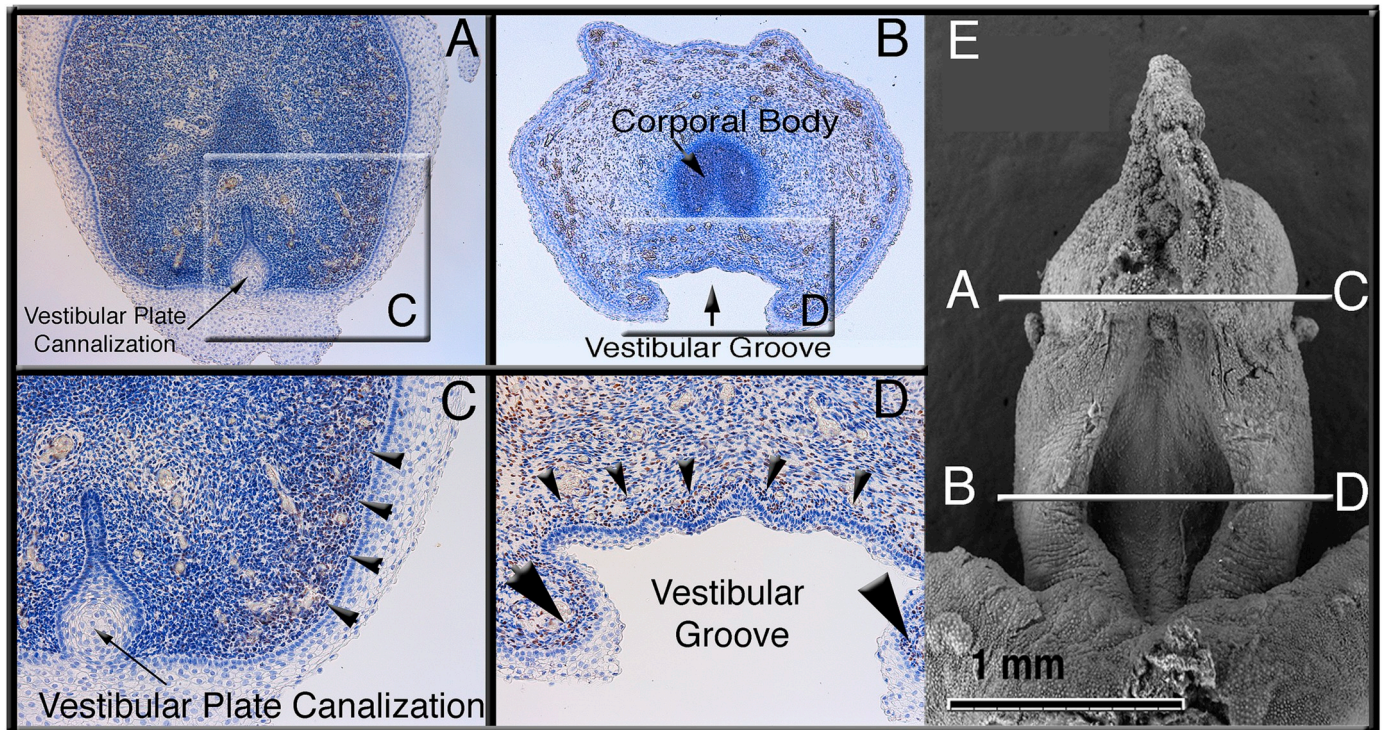 A
Vestibular Plate
Cannalization
C
B
Corporal Body
D
Vestibular Groove
C
Vestibular Plate Canalization
D
Vestibular
Groove
E
A
C
B
D
1 mm